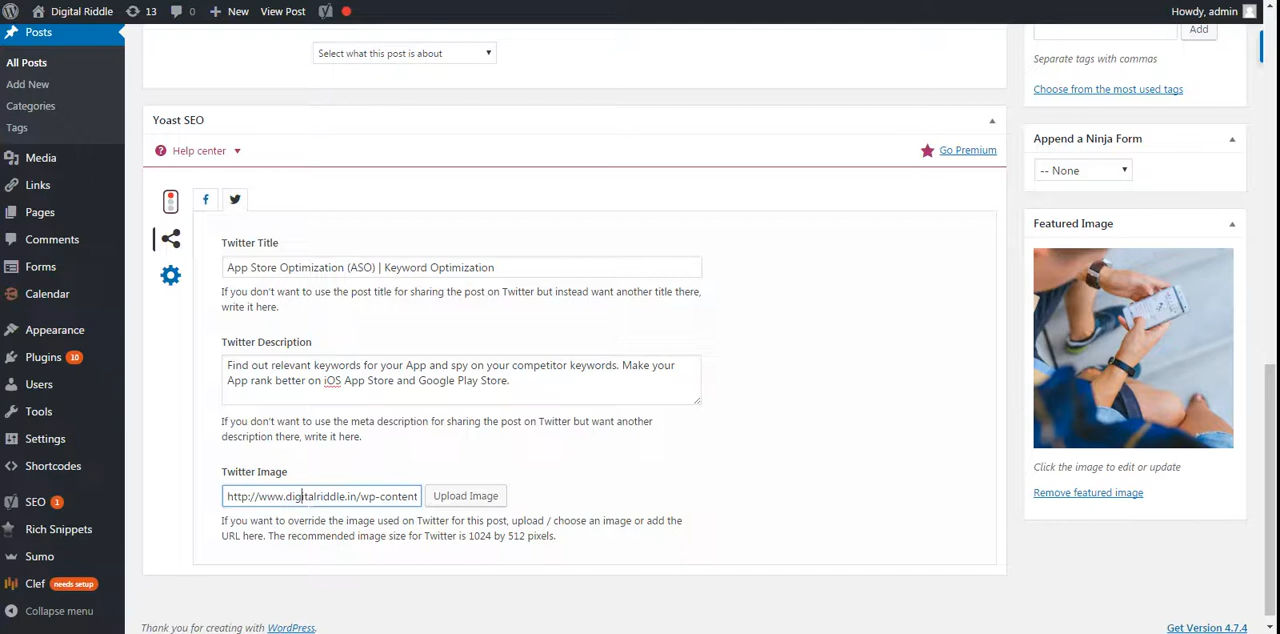 Digital Riddle 13 0 New View Post Howdy, admin
Posts
All Posts
Add New
Categories
Tags
Media
Links
Pages
Comments
Forms
Calendar
Appearance
Plugins 10
Users
Tools
Settings
Shortcodes
SEO 1
Rich Snippets
Sumo
Clef needs setup
Collapse menu
Select what this post is about
Yoast SEO
Help center
Go Premium
Twitter Title
App Store Optimization (ASO) | Keyword Optimization
If you don't want to use the post title for sharing the post on Twitter but instead want another title there,
write it here.
Twitter Description
Find out relevant keywords for your App and spy on your competitor keywords. Make your
App rank better on iOS App Store and Google Play Store.
If you don't want to use the meta description for sharing the post on Twitter but want another
description there, write it here.
Twitter Image
http://www.digitalriddle.in/wp-content
Upload Image
If you want to override the image used on Twitter for this post, upload / choose an image or add the
URL here. The recommended image size for Twitter is 1024 by 512 pixels.
Add
Separate tags with commas
Choose from the most used tags
Append a Ninja Form
-- None
Featured Image
Click the image to edit or update
Remove featured image
Thank you for creating with WordPress.
Get Version 4.7.4